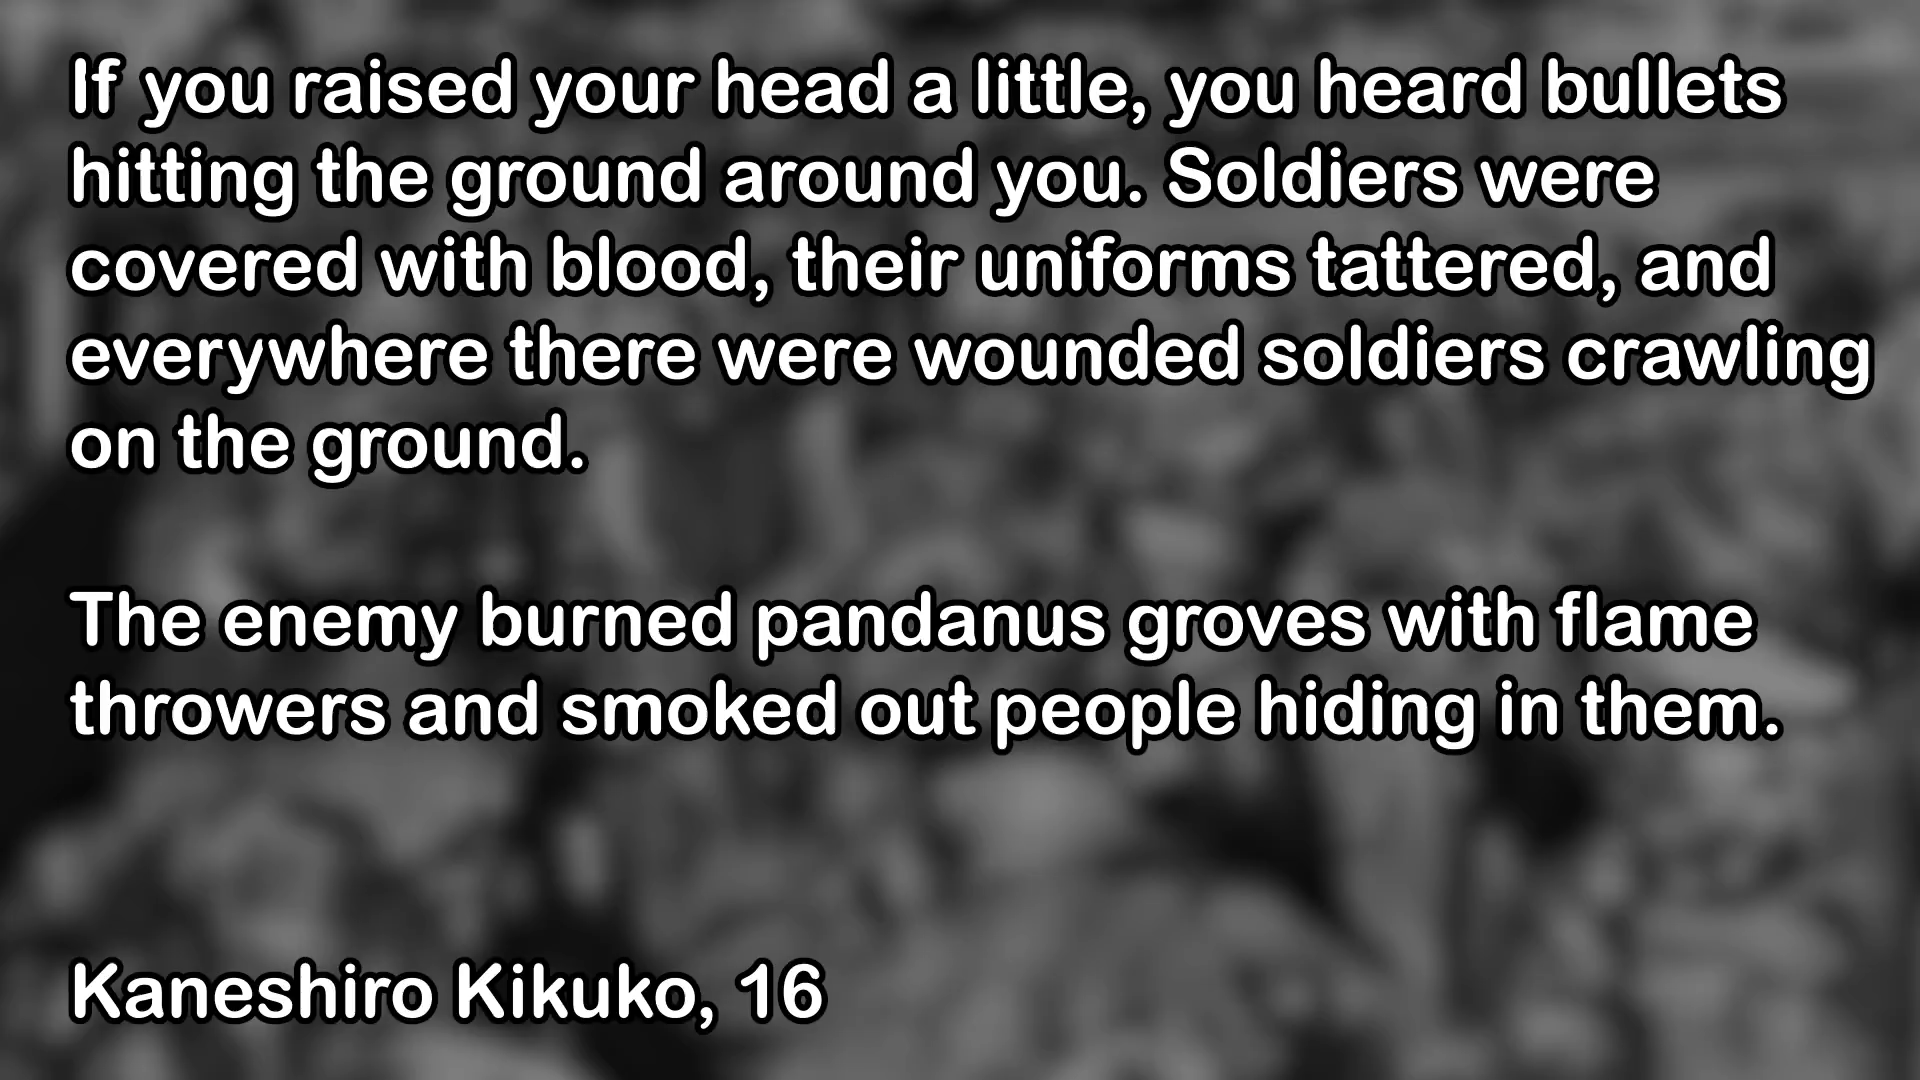 If you raised your head a little, you heard bullets
hitting the ground around you. Soldiers were
covered with blood, their uniforms tattered, and
everywhere there were wounded soldiers crawling
on the ground.
The enemy burned pandanus groves with flame
throwers and smoked out people hiding in them.
Kaneshiro Kikuko, 16